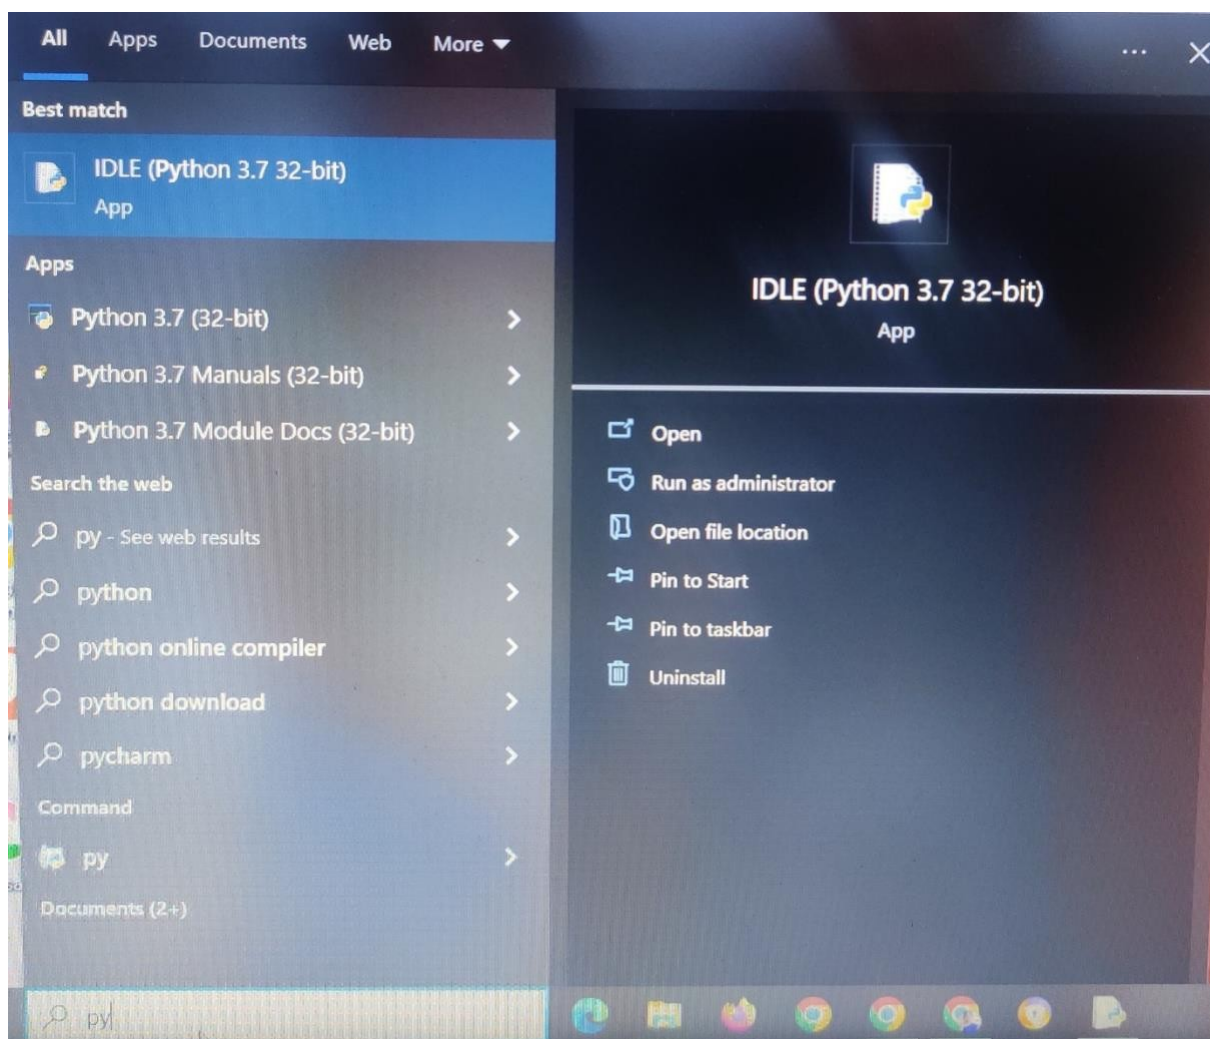 All Apps Documents Web More
Best match
IDLE (Python 3.7 32-bit)
App
Apps
Python 3.7 (32-bit)
Python 3.7 Manuals (32-bit)
Python 3.7 Module Docs (32-bit)
Search the web
py - See web results
python
python online compiler
python download
pycharm
Command
py
Documents (2+)
py
IDLE (Python 3.7 32-bit)
App
Open
Run as administrator
Open file location
Pin to Start
Pin to taskbar
Uninstall